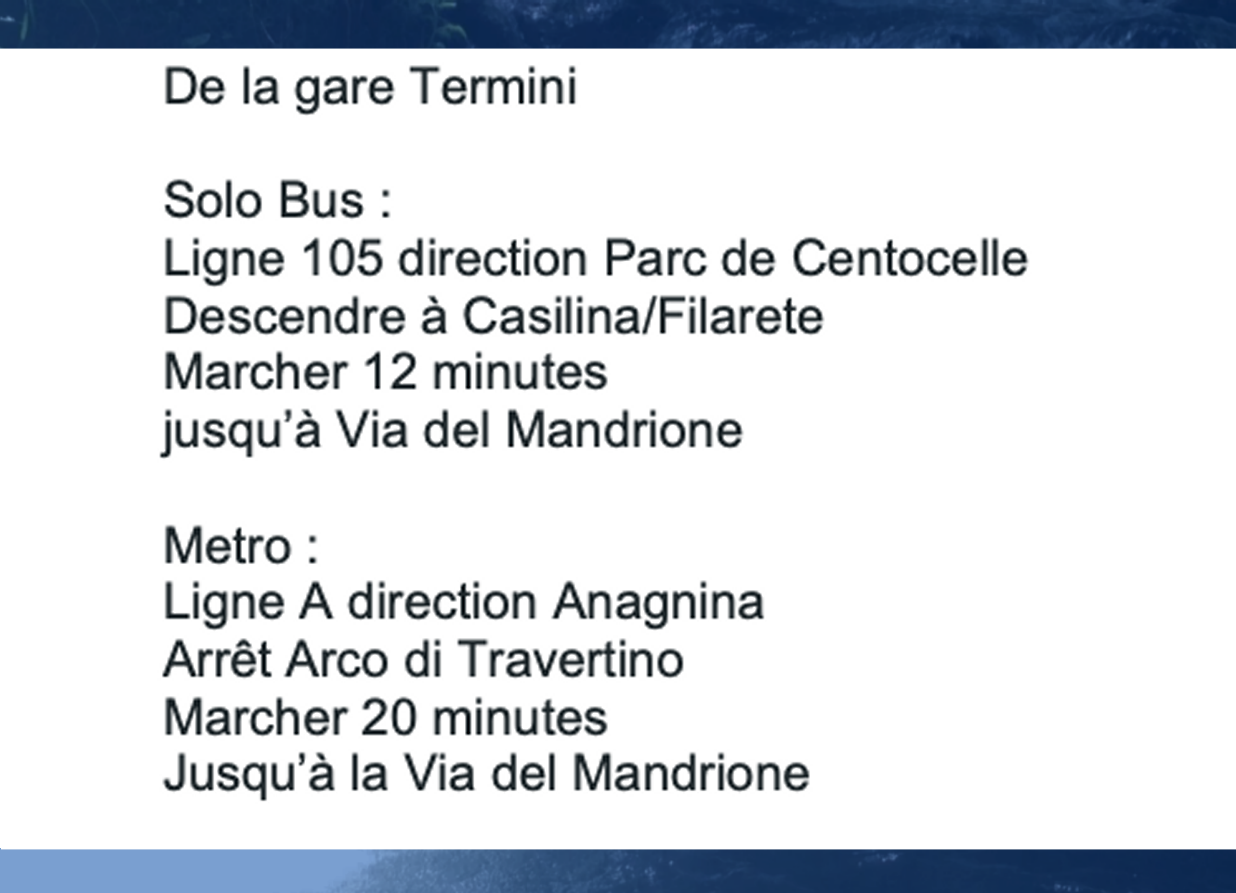 De la gare Termini
Solo Bus :
Ligne 105 direction Parc de Centocelle
Descendre à Casilina/Filarete
Marcher 12 minutes
jusqu’à Via del Mandrione
Metro :
Ligne A direction Anagnina
Arrêt Arco di Travertino
Marcher 20 minutes
Jusqu’à la Via del Mandrione